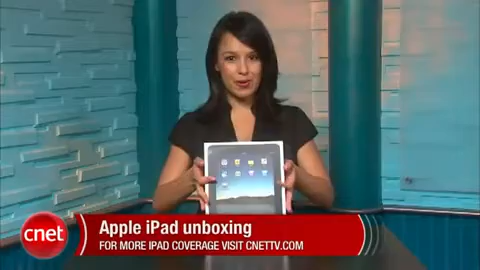 Apple iPad unboxing
cnet
FOR MORE IPAD COVERAGE VISIT CNETTV.COM